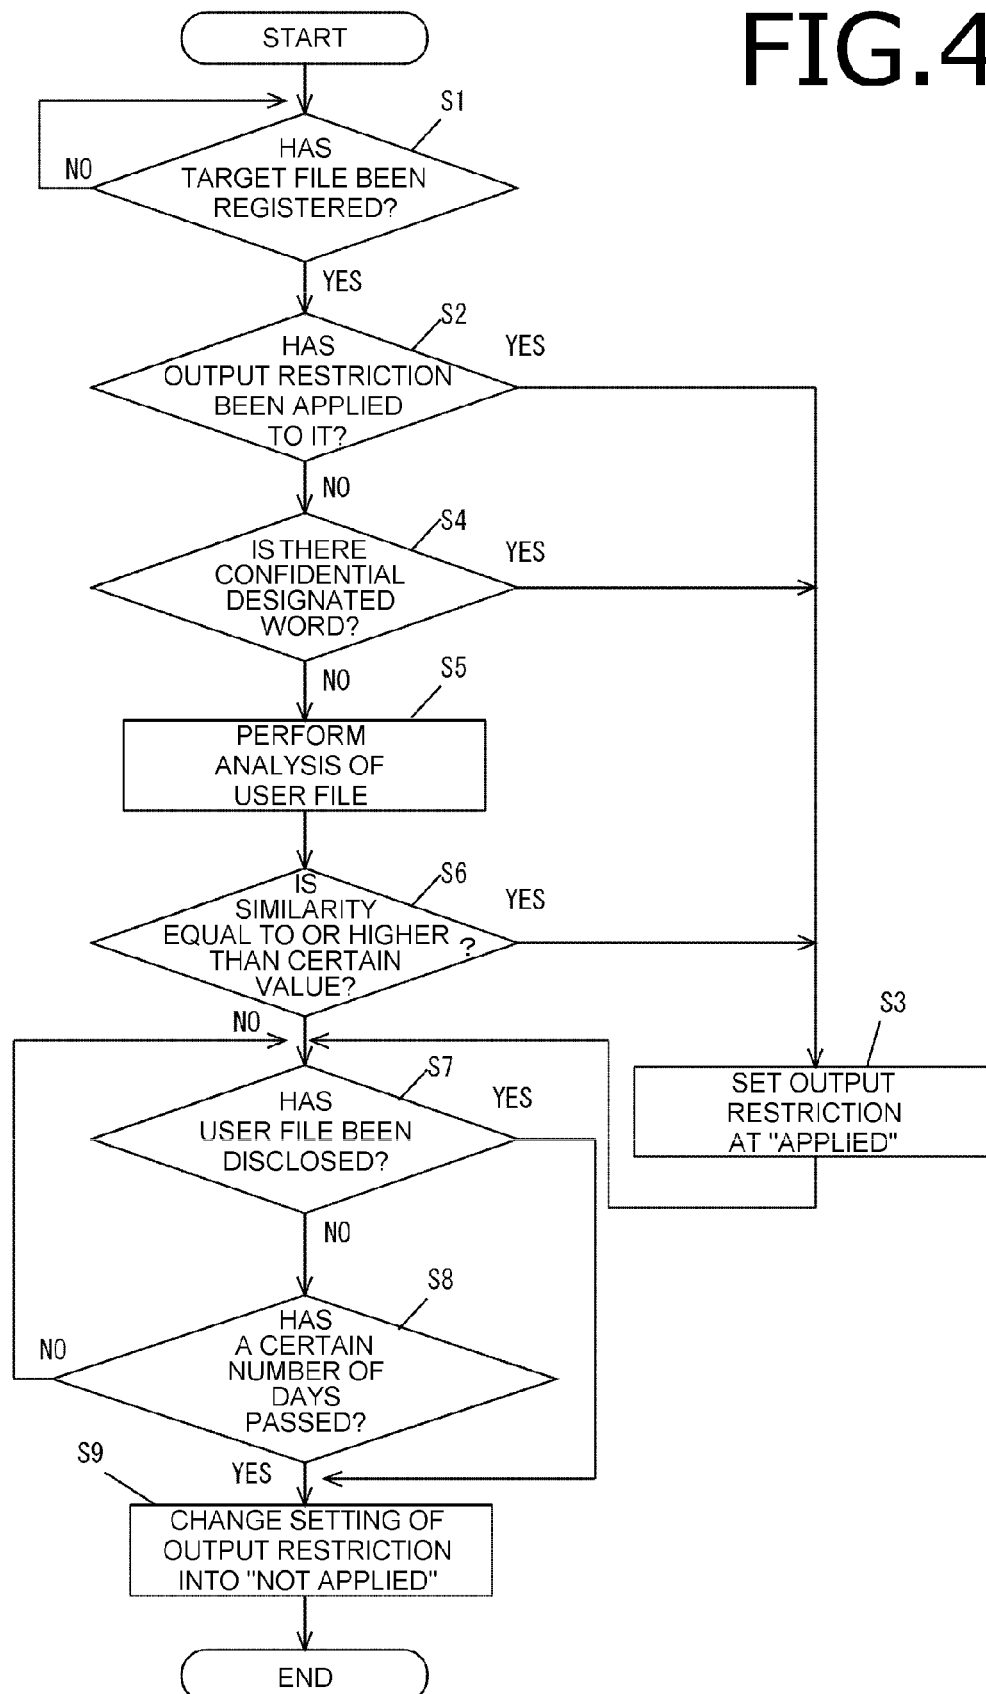 FIG.4
START
S1
HAS
TARGET FILE BEEN
REGISTERED?
NO
YES
S2
HAS
OUTPUT RESTRICTION
BEEN APPLIED
TO IT?
YES
NO
S4
IS THERE
CONFIDENTIAL
DESIGNATED
WORD?
YES
NO
S5
PERFORM
ANALYSIS OF
USER FILE
S6
IS
SIMILARITY
EQUAL TO OR HIGHER
THAN CERTAIN ?
VALUE?
YES
NO
S3
SET OUTPUT
RESTRICTION
AT "APPLIED"
S7
HAS
USER FILE BEEN
DISCLOSED?
YES
NO
S8
HAS
A CERTAIN
NUMBER OF
DAYS
PASSED?
NO
YES
S9
CHANGE SETTING OF
OUTPUT RESTRICTION
INTO "NOT APPLIED"
END